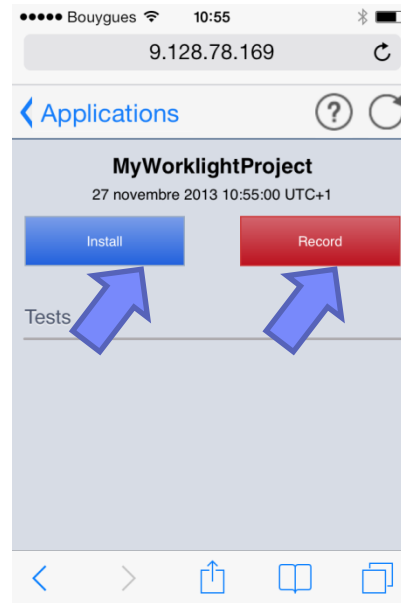 Bouygues 10:55
9.128.78.169
Applications ?
MyWorklightProject
27 novembre 2013 10:55:00 UTC+1
Install Record
Tests